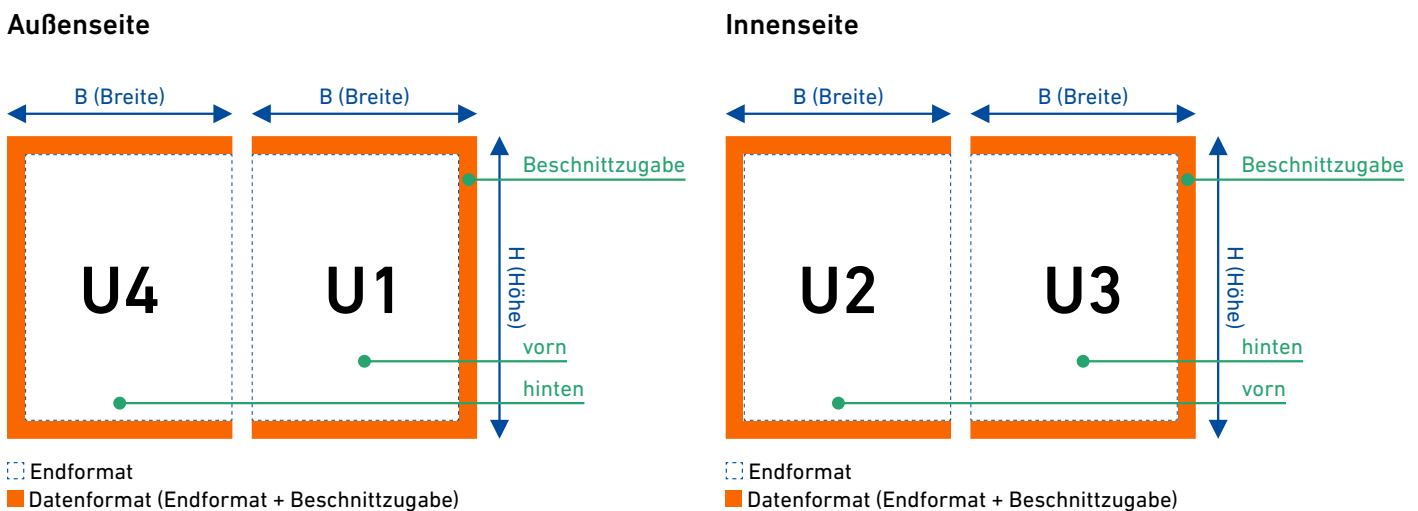 Außenseite
B (Breite)
B (Breite)
Beschnittzugabe
U4
U1
H (Höhe)
vorn
hinten
Endformat
Datenformat (Endformat + Beschnittzugabe)
Innenseite
B (Breite)
B (Breite)
Beschnittzugabe
U2
U3
H (Höhe)
hinten
vorn
Endformat
Datenformat (Endformat + Beschnittzugabe)